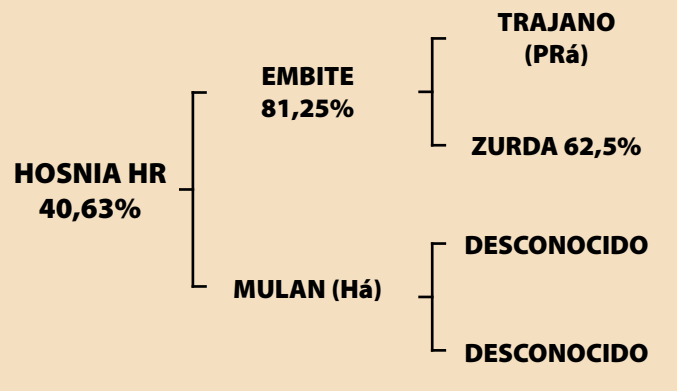 TRAJANO
(PRá)
EMBITE
81,25%
ZURDA 62,5%
HOSNIA HR
40,63%
DESCONOCIDO
MULAN (Há)
DESCONOCIDO